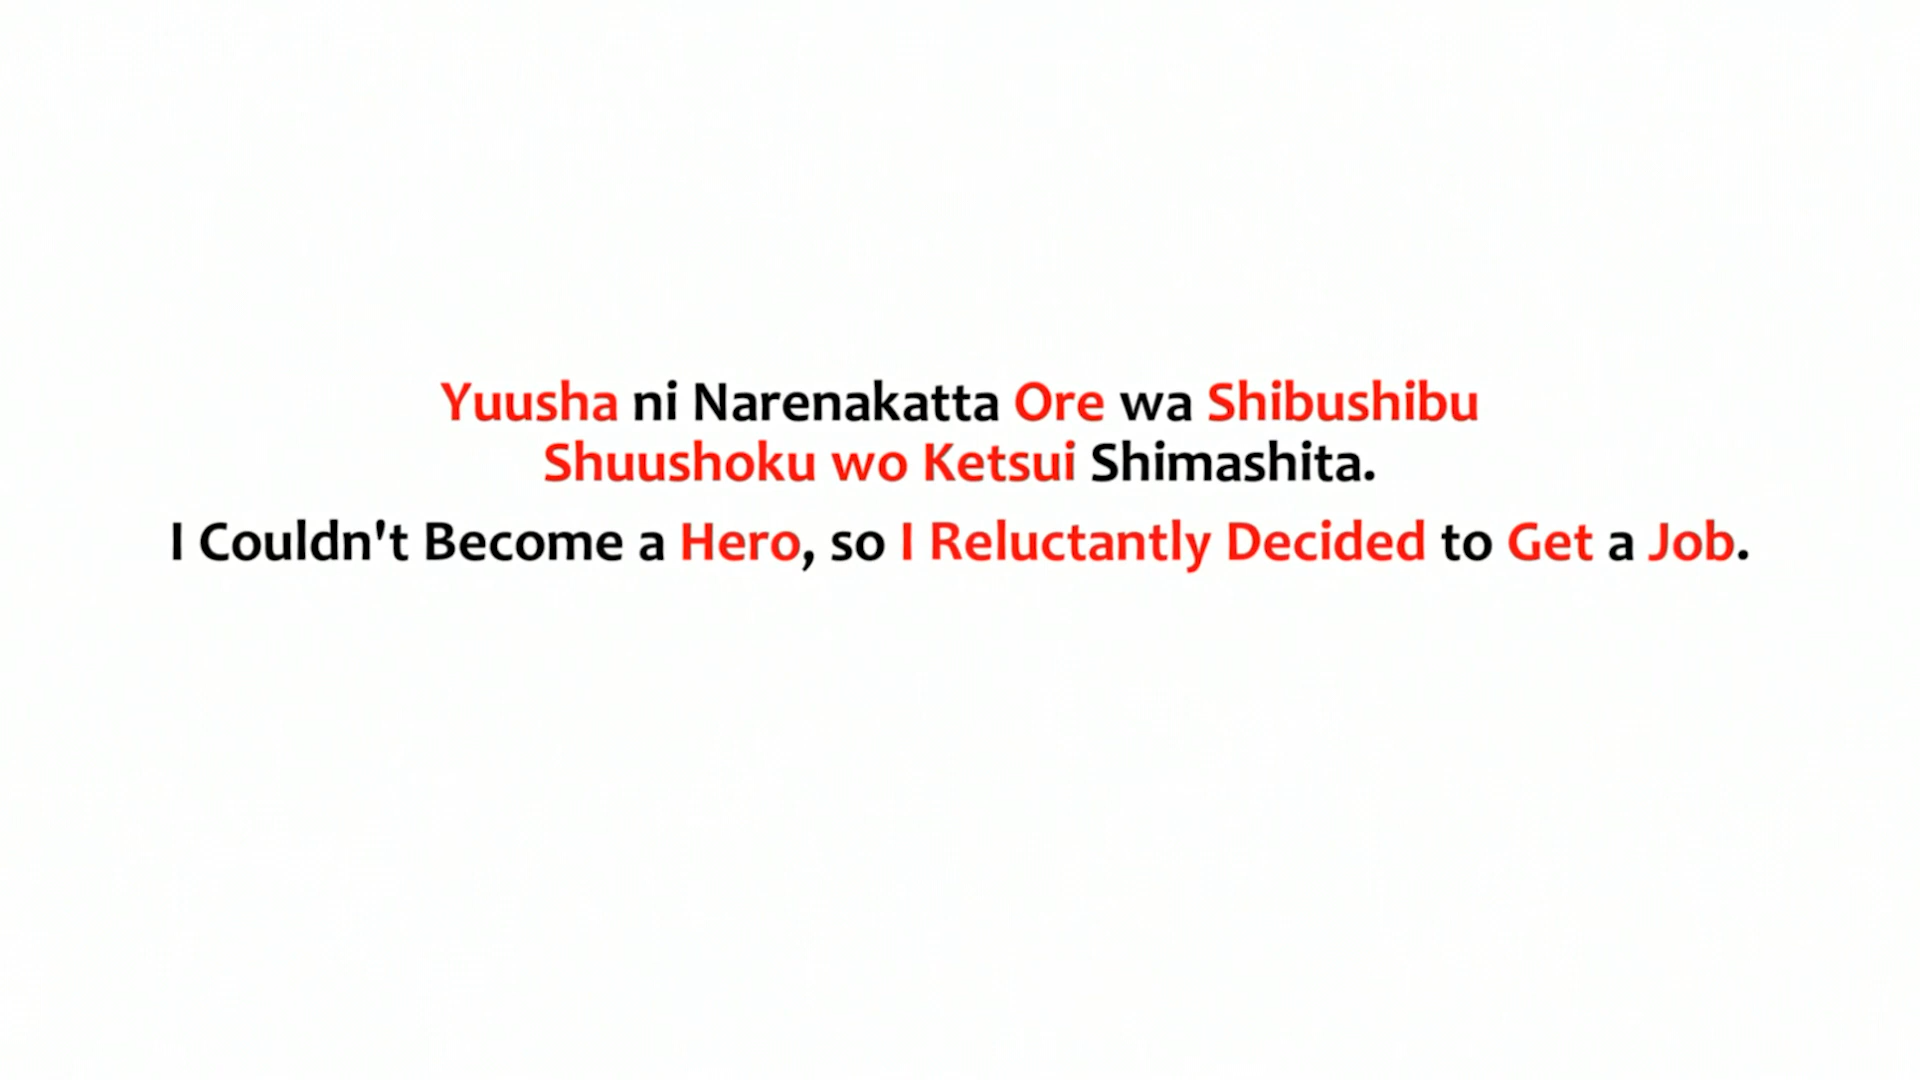 Yuusha ni Narenakatta Ore wa Shibushibu
Shuushoku wo Ketsui Shimashita.
I Couldn't Become a Hero, so I Reluctantly Decided to Get a Job.